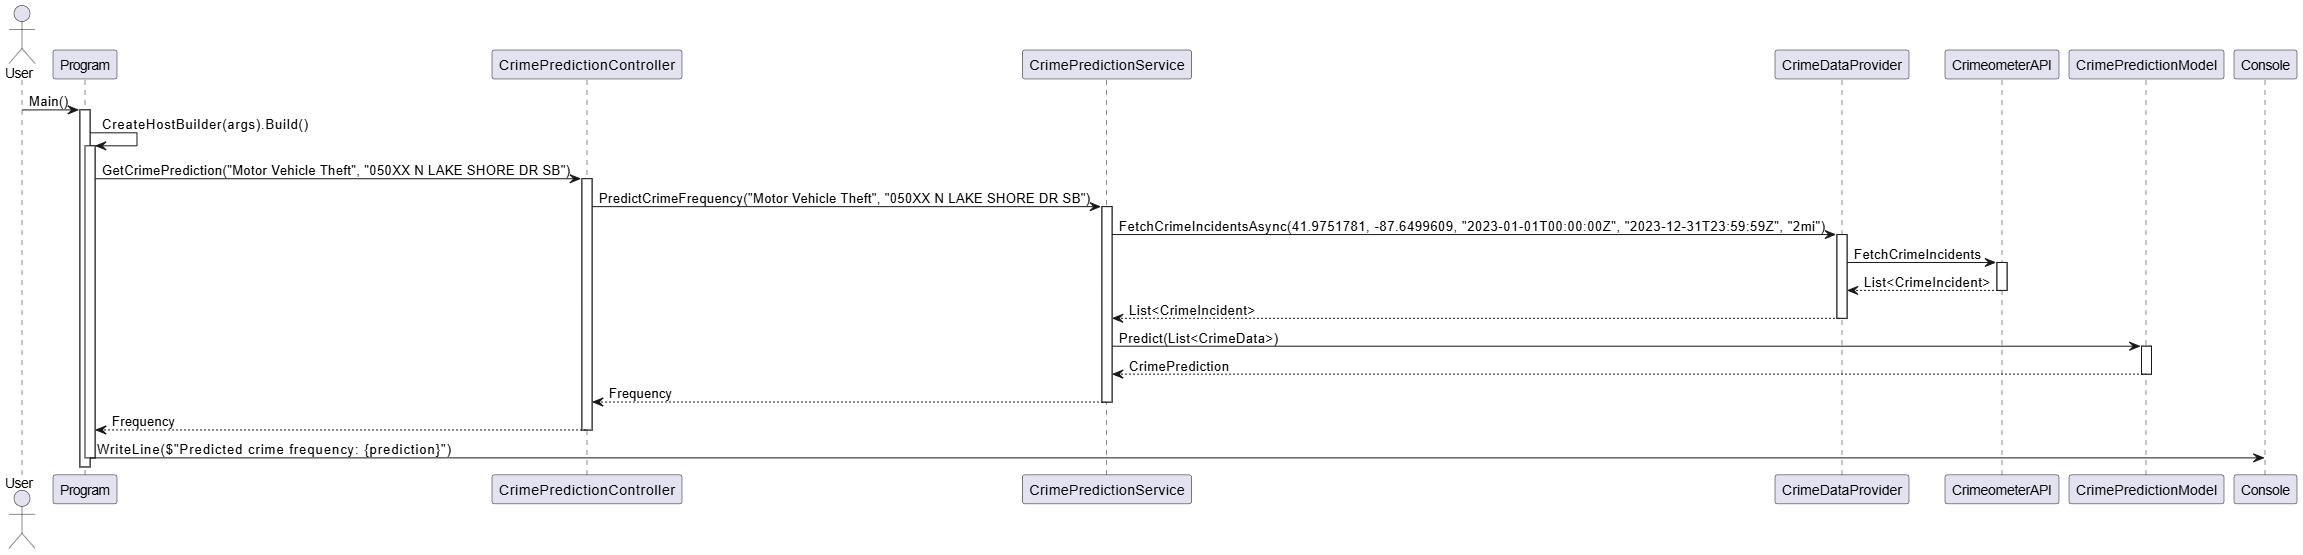 User
Program
CrimePredictionController
CrimePredictionService
CrimeDataProvider
CrimeometerAPI
CrimePredictionModel
Console
Main()
CreateHostBuilder(args).Build()
GetCrimePrediction("Motor Vehicle Theft", "050XX N LAKE SHORE DR SB")
PredictCrimeFrequency("Motor Vehicle Theft", "050XX N LAKE SHORE DR SB")
FetchCrimeIncidentsAsync(41.9751781, -87.6499609, "2023-01-01T00:00:00Z", "2023-12-31T23:59:59Z", "2mi")
FetchCrimeIncidents
List<CrimeIncident>
List<CrimeIncident>
Predict(List<CrimeData>)
CrimePrediction
Frequency
Frequency
WriteLine($"Predicted crime frequency: {prediction}")
User
Program
CrimePredictionController
CrimePredictionService
CrimeDataProvider
CrimeometerAPI
CrimePredictionModel
Console